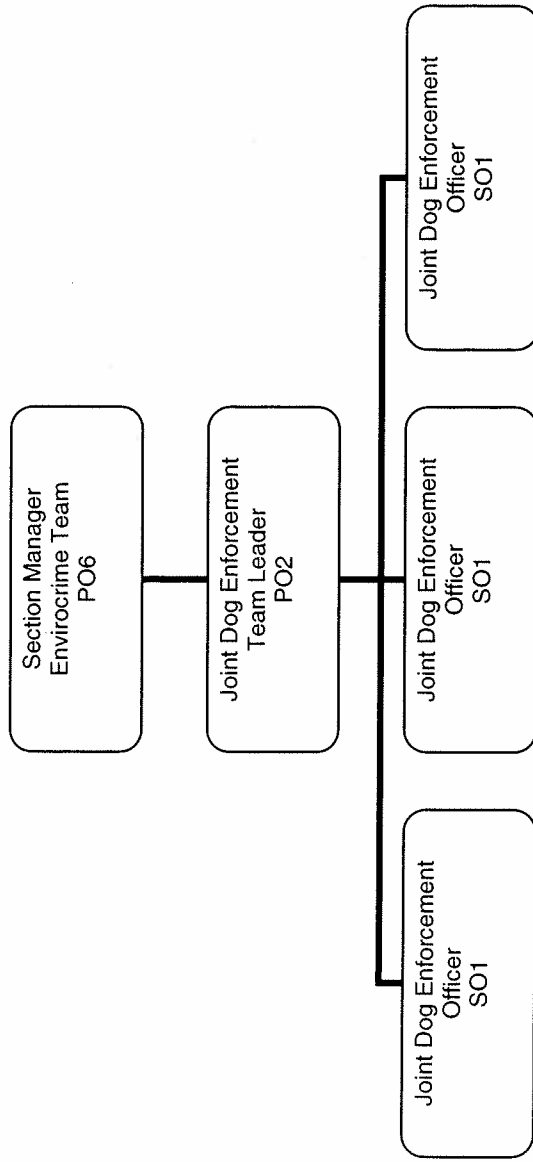 Section Manager
Envirocrime Team
PO6
Joint Dog Enforcement
Team Leader
PO2
Joint Dog Enforcement
Officer
SO1
Joint Dog Enforcement
Officer
SO1
Joint Dog Enforcement
Officer
SO1